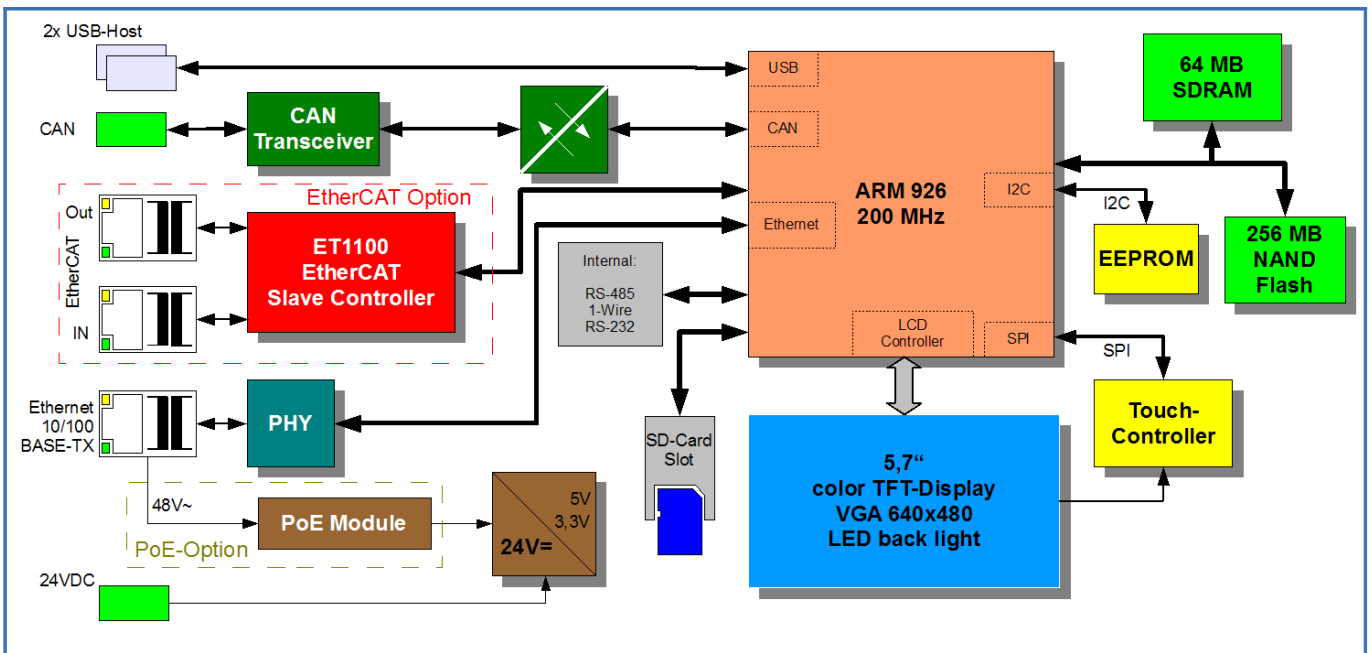 2x USB-Host
CAN
CAN
Transceiver
USB
CAN
Ethernet
ARM 926
200 MHz
I2C
LCD
Controller
SPI
64 MB
SDRAM
256 MB
NAND
Flash
I2C
EEPROM
SPI
Touch-
Controller
EtherCAT Option
Out
EtherCAT
IN
ET1100
EtherCAT
Slave Controller
Internal:
RS-485
1-Wire
RS-232
Ethernet
10/100
BASE-TX
PHY
SD-Card
Slot
5,7“
color TFT-Display
VGA 640x480
LED back light
48V~
PoE Module
PoE-Option
5V
3,3V
24V=
24VDC